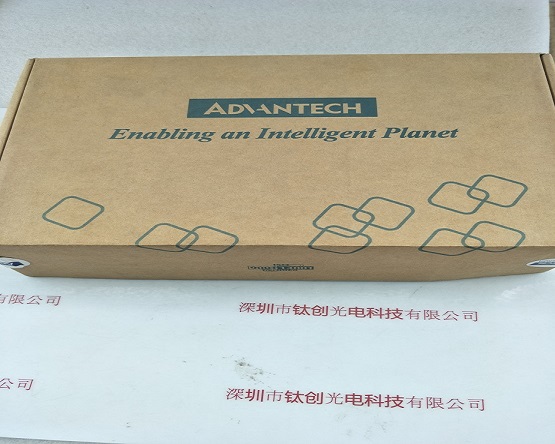 ADVANTECH
Enabling an Intelligent Planet
有限公司
深圳市钛创光电科技有限公司
公司
深圳市钛创光电科技有限公司